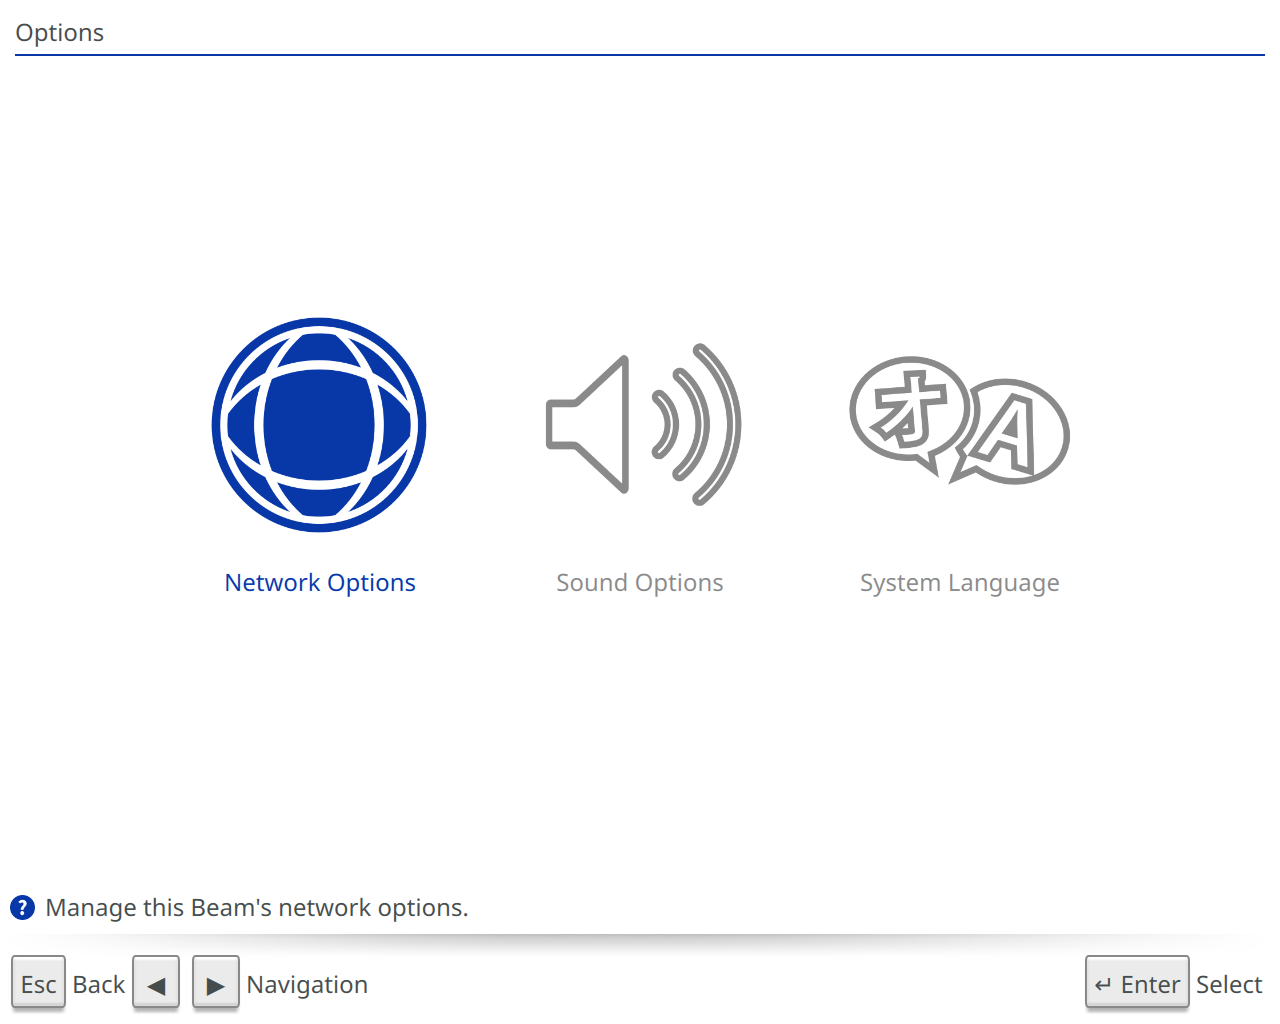 Options
オ A
Network Options
Sound Options
System Language
? Manage this Beam's network options.
Esc Back ◀ ▶ Navigation
↵ Enter Select